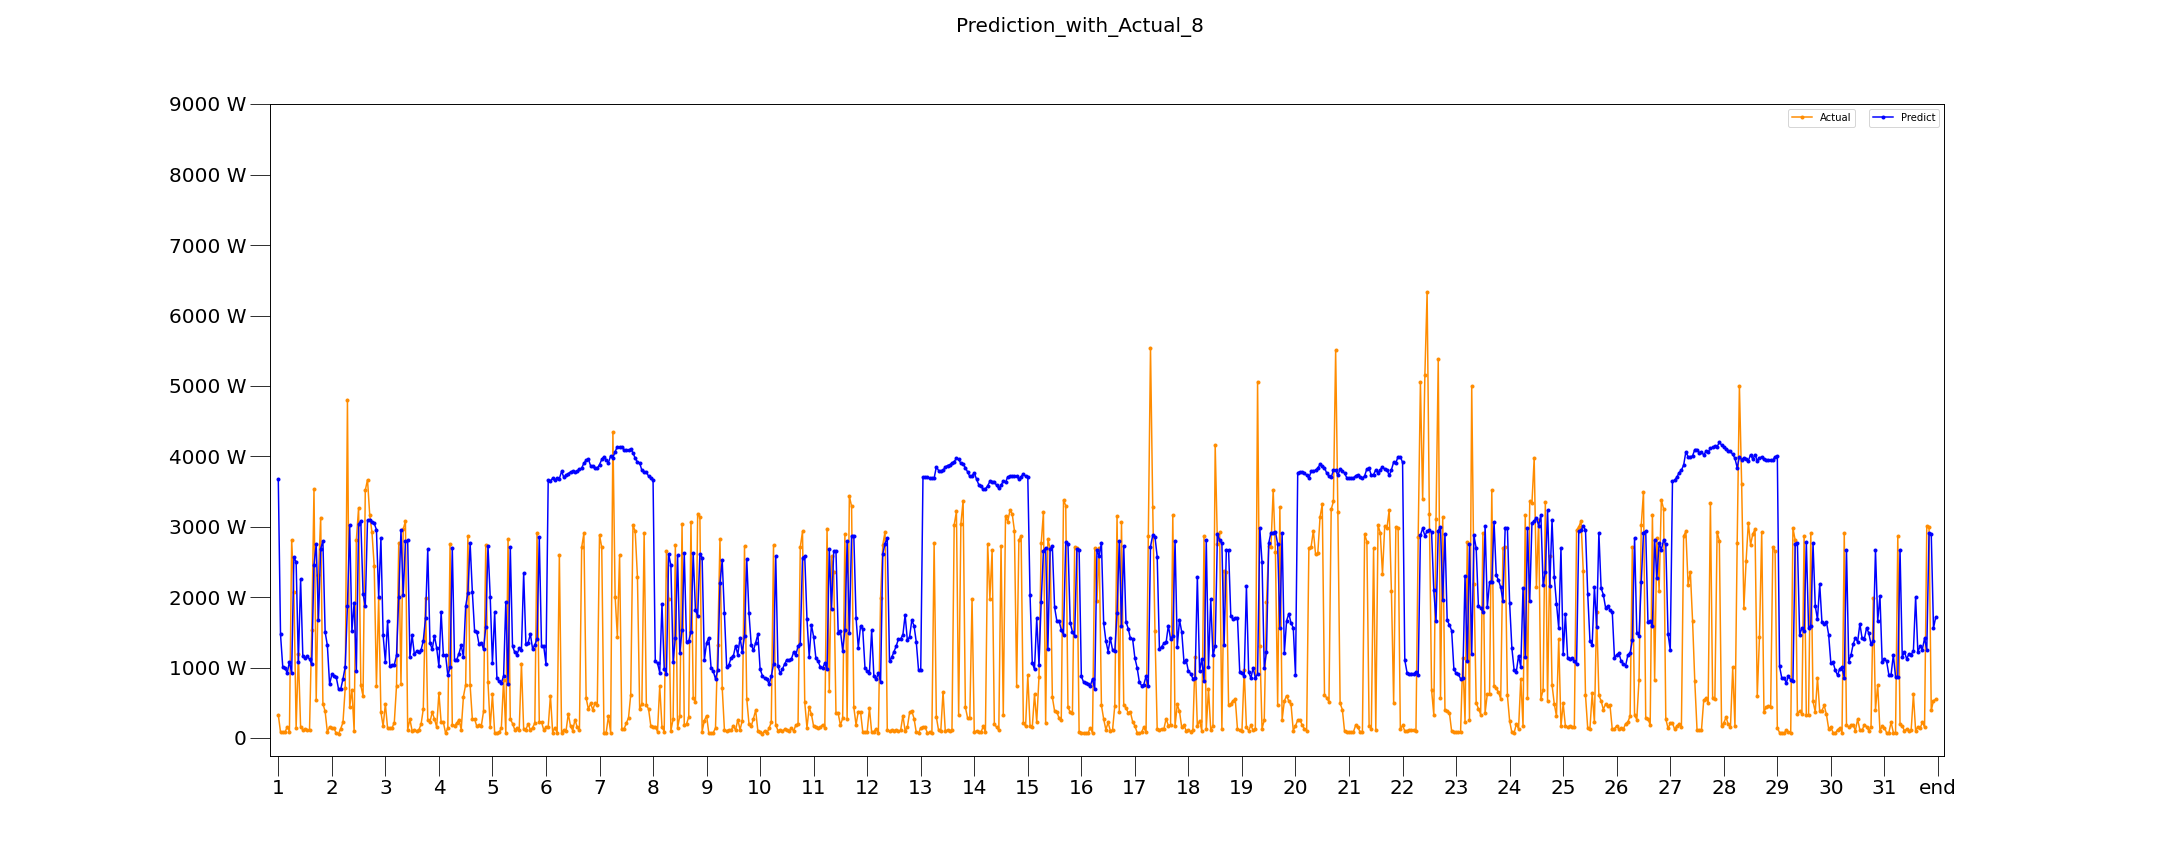 Prediction_with_Actual_8
9000 W
8000 W
7000 W
6000 W
5000 W
4000 W
3000 W
2000 W
1000 W
0
Actual Predict
1 2 3 4 5 6 7 8 9 10 11 12 13 14 15 16 17 18 19 20 21 22 23 24 25 26 27 28 29 30 31 end